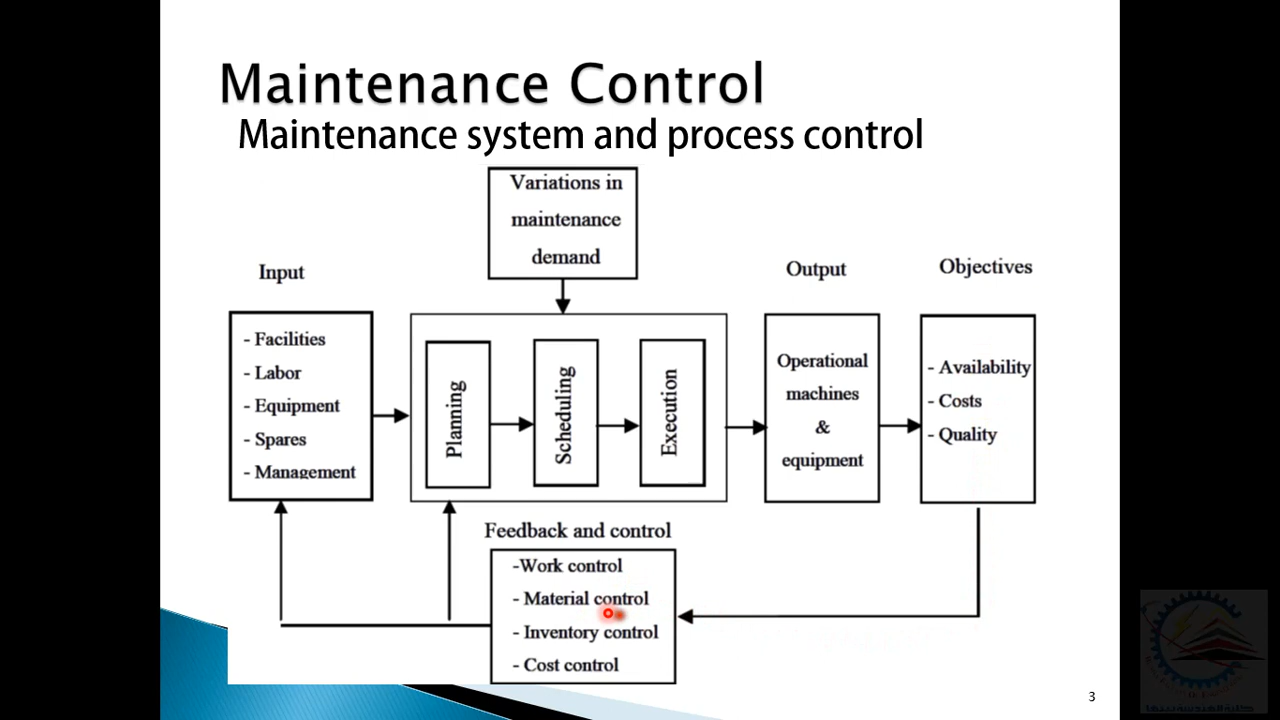 Maintenance Control
Maintenance system and process control
Variations in
maintenance
demand
Input
Output
Objectives
- Facilities
- Labor
- Equipment
- Spares
- Management
Planning
Scheduling
Execution
Operational
machines
&
equipment
- Availability
- Costs
- Quality
Feedback and control
-Work control
- Material control
- Inventory control
- Cost control
3